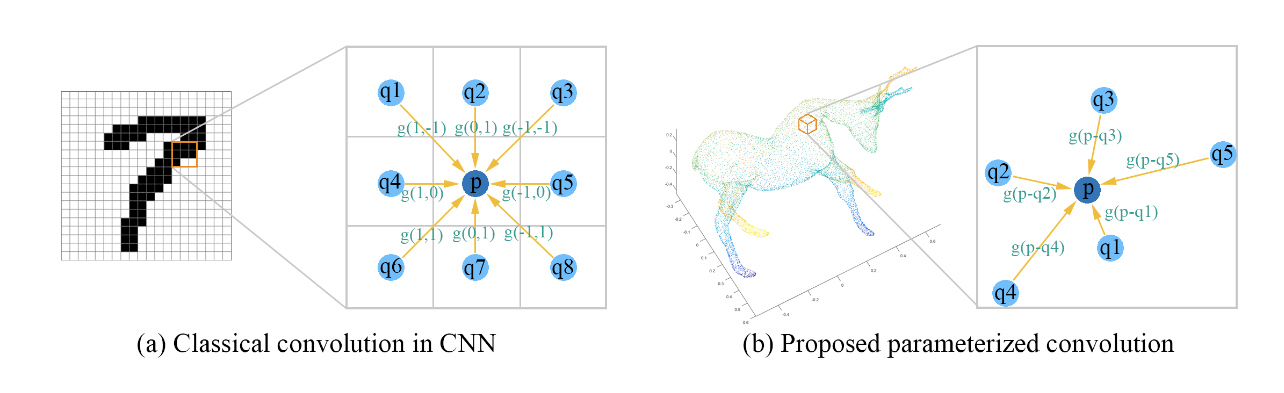 q1 q2 q3
g(1,-1) g(0,1) g(-1,-1)
q4 p q5
g(1,0) g(-1,0)
g(1,1) g(0,1) g(-1,1)
q6 q7 q8
(a) Classical convolution in CNN
q3
g(p-q3)
q5
g(p-q5)
q2
g(p-q2)
p
g(p-q1)
q1
g(p-q4)
q4
(b) Proposed parameterized convolution